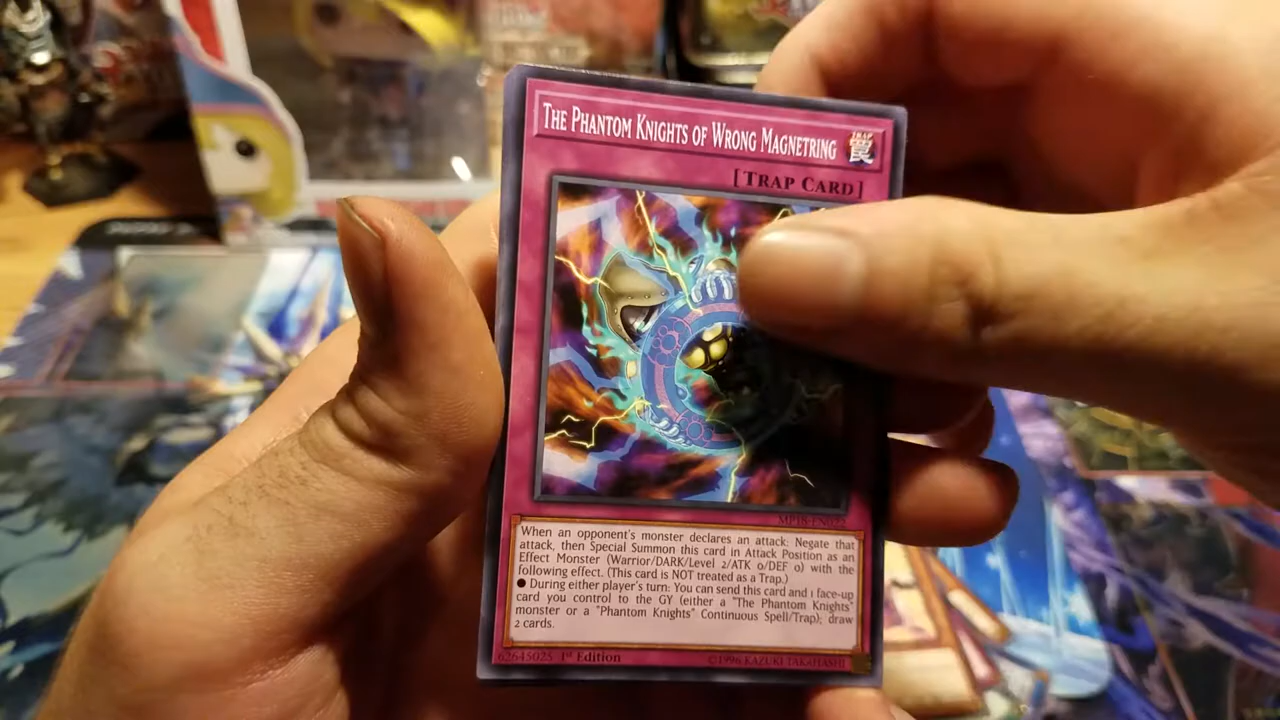 THE PHANTOM KNIGHTS OF WRONG MAGNETRING
TRAP
罠
[TRAP CARD]
MP18-EN022
When an opponent's monster declares an attack: Negate that
attack, then Special Summon this card in Attack Position as an
Effect Monster (Warrior/DARK/Level 2/ATK 0/DEF 0) with the
following effect. (This card is NOT treated as a Trap.)
● During either player's turn: You can send this card and 1 face-up
card you control to the GY (either a "The Phantom Knights"
monster or a "Phantom Knights" Continuous Spell/Trap); draw
2 cards.
62645025 1st Edition
©1996 KAZUKI TAKAHASHI